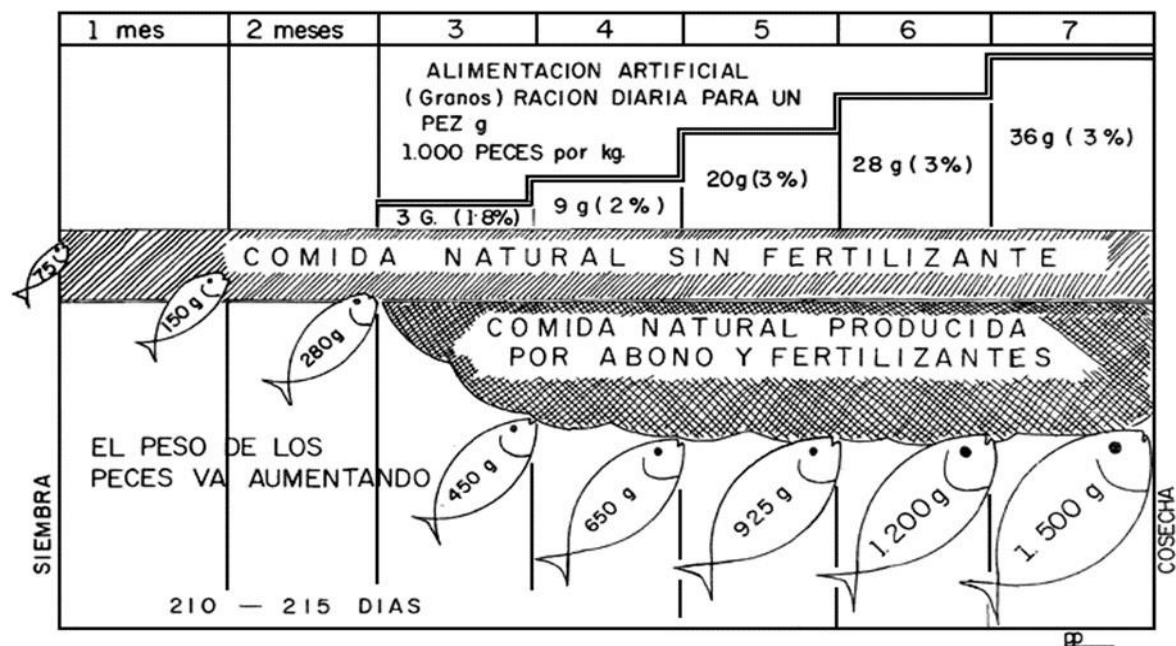 1 mes
2 meses
3
4
5
6
7
ALIMENTACION ARTIFICIAL
(Granos) RACION DIARIA PARA UN
PEZ g
1.000 PECES por kg.
3 G. (1.8%)
9 g (2%)
20g (3%)
28 g (3%)
36 g (3%)
COMIDA NATURAL SIN FERTILIZANTE
75
150 g
280g
COMIDA NATURAL PRODUCIDA
POR ABONO Y FERTILIZANTES
EL PESO DE LOS
PECES VA AUMENTANDO
450 g
650 g
925 g
1.200g
1.500 g
SIEMBRA
COSECHA
210 — 215 DIAS
pp